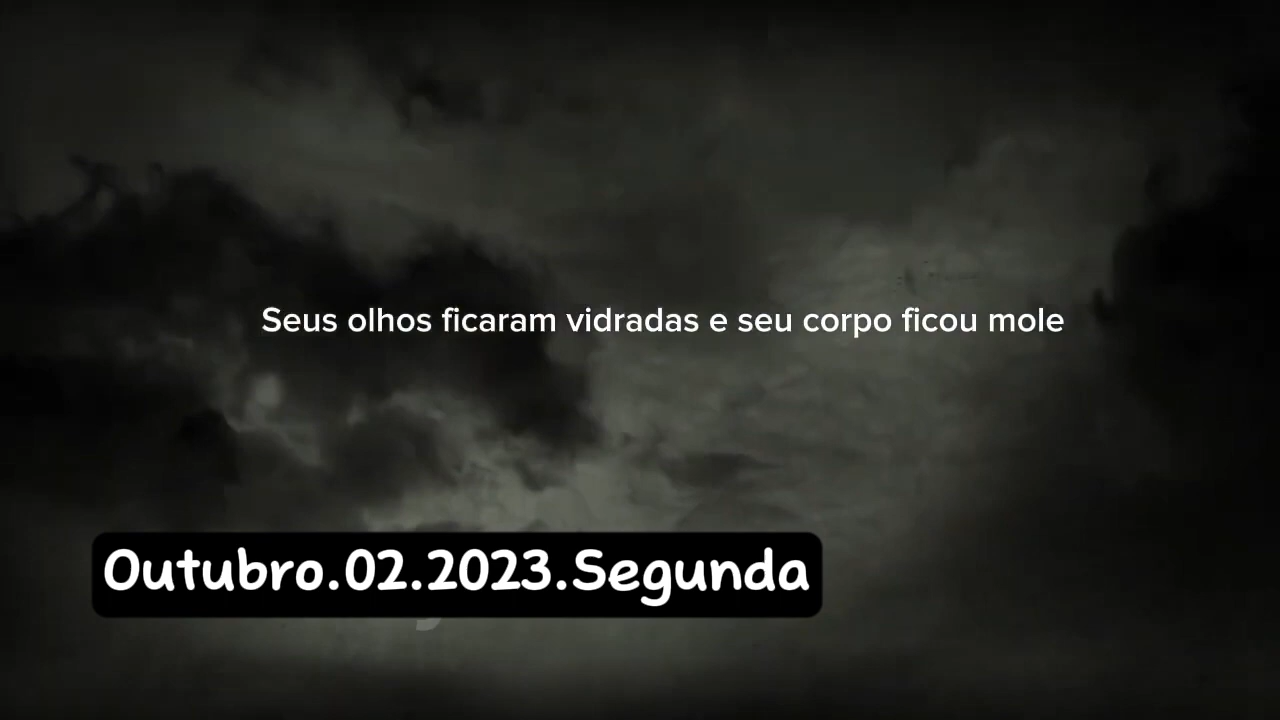 Seus olhos ficaram vidradas e seu corpo ficou mole
Outubro.02.2023.Segunda